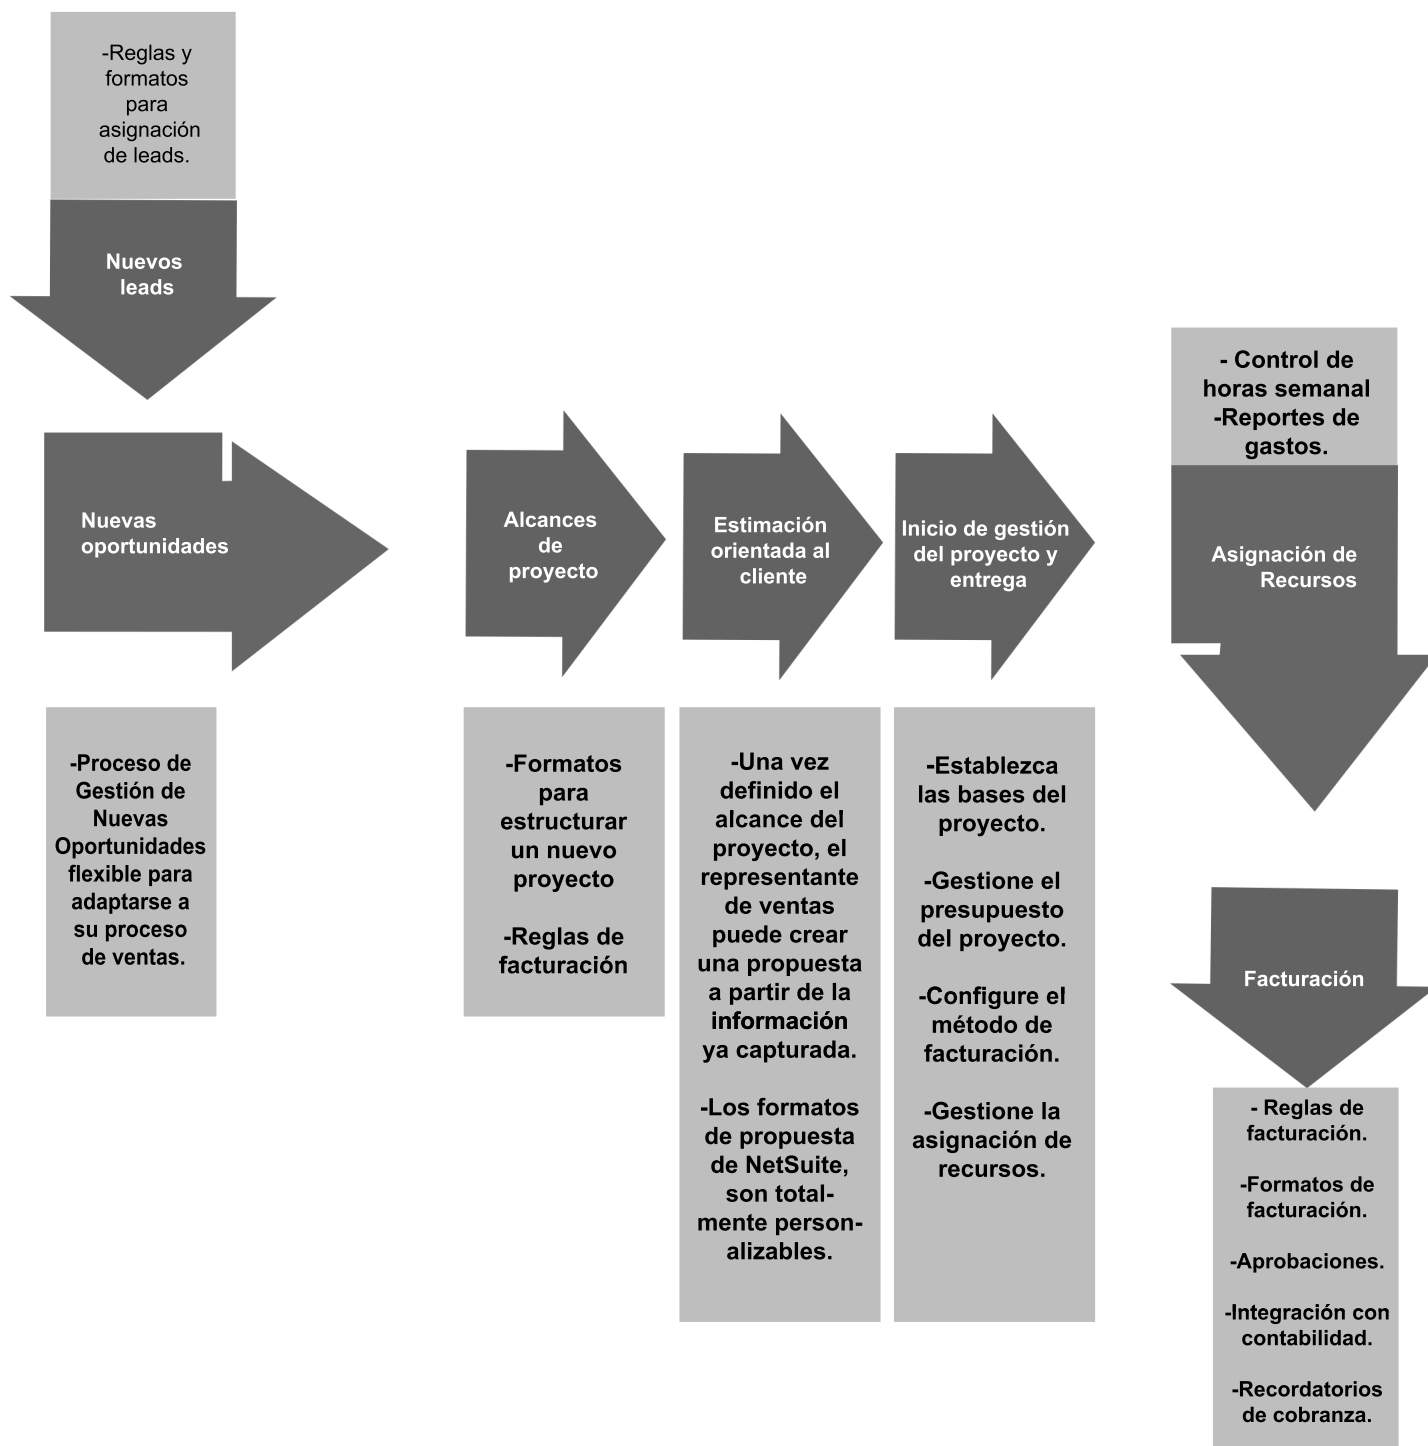 -Reglas y
formatos
para
asignación
de leads.
Nuevos
leads
Nuevas
oportunidades
-Proceso de
Gestión de
Nuevas
Oportunidades
flexible para
adaptarse a
su proceso
de ventas.
Alcances
de
proyecto
-Formatos
para
estructurar
un nuevo
proyecto
-Reglas de
facturación
Estimación
orientada al
cliente
-Una vez
definido el
alcance del
proyecto, el
representante
de ventas
puede crear
una propuesta
a partir de la
información
ya capturada.
-Los formatos
de propuesta
de NetSuite,
son total-
mente person-
alizables.
Inicio de gestión
del proyecto y
entrega
-Establezca
las bases del
proyecto.
-Gestione el
presupuesto
del proyecto.
-Configure el
método de
facturación.
-Gestione la
asignación de
recursos.
- Control de
horas semanal
-Reportes de
gastos.
Asignación de
Recursos
Facturación
- Reglas de
facturación.
-Formatos de
facturación.
-Aprobaciones.
-Integración con
contabilidad.
-Recordatorios
de cobranza.